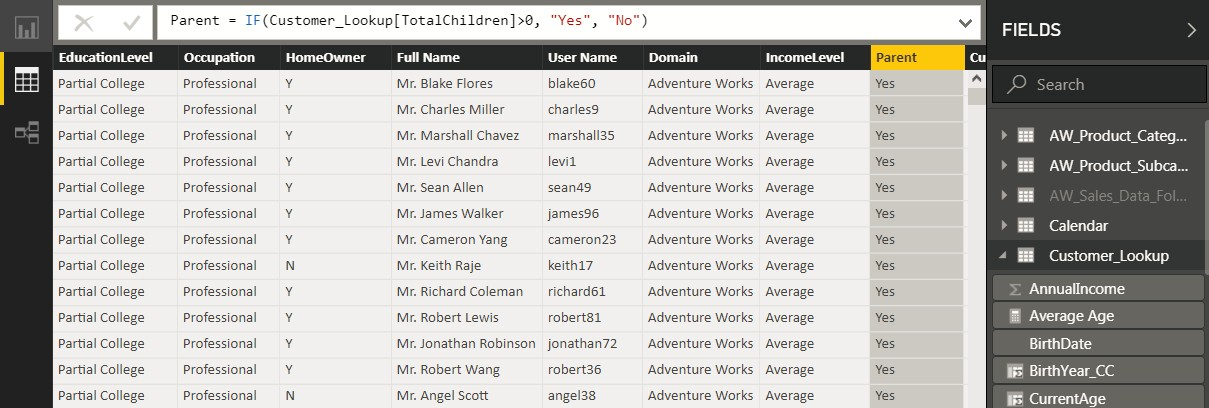 Parent = IF(Customer_Lookup[TotalChildren]>0, "Yes", "No")
EducationLevel Occupation HomeOwner Full Name User Name Domain IncomeLevel Parent Cu
Partial College Professional Y Mr. Blake Flores blake60 Adventure Works Average Yes
Partial College Professional Y Mr. Charles Miller charles9 Adventure Works Average Yes
Partial College Professional Y Mr. Marshall Chavez marshall35 Adventure Works Average Yes
Partial College Professional Y Mr. Levi Chandra levi1 Adventure Works Average Yes
Partial College Professional Y Mr. Sean Allen sean49 Adventure Works Average Yes
Partial College Professional Y Mr. James Walker james96 Adventure Works Average Yes
Partial College Professional Y Mr. Cameron Yang cameron23 Adventure Works Average Yes
Partial College Professional N Mr. Keith Raje keith17 Adventure Works Average Yes
Partial College Professional Y Mr. Richard Coleman richard61 Adventure Works Average Yes
Partial College Professional Y Mr. Robert Lewis robert81 Adventure Works Average Yes
Partial College Professional Y Mr. Jonathan Robinson jonathan72 Adventure Works Average Yes
Partial College Professional Y Mr. Robert Wang robert36 Adventure Works Average Yes
Partial College Professional N Mr. Angel Scott angel38 Adventure Works Average Yes
FIELDS
Search
AW_Product_Categ...
AW_Product_Subca...
AW_Sales_Data_Fol...
Calendar
Customer_Lookup
Σ AnnualIncome
Average Age
BirthDate
BirthYear_CC
CurrentAge